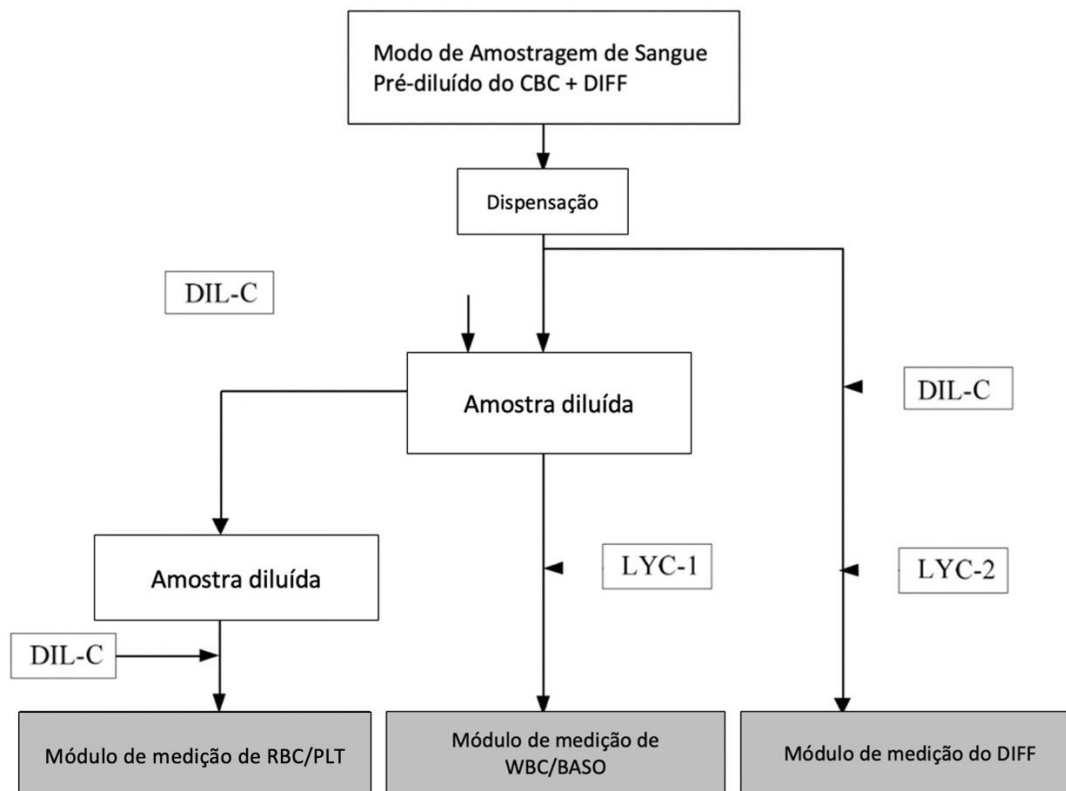 Modo de Amostragem de Sangue
Pré-diluído do CBC + DIFF
Dispensação
DIL-C
Amostra diluída
DIL-C
LYC-1
LYC-2
Amostra diluída
DIL-C
Módulo de medição de RBC/PLT
Módulo de medição de
WBC/BASO
Módulo de medição do DIFF